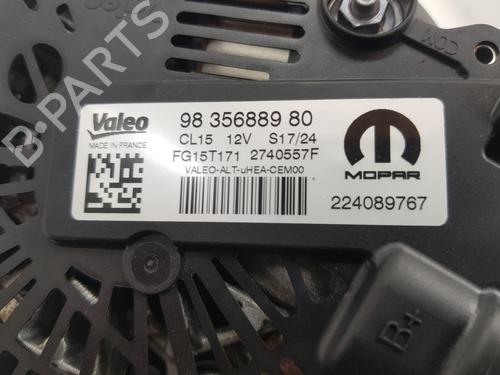 B-PARTS
COM
Valeo
MADE IN FRANCE
98 356889 80
CL15 12V S17/24
FG15T171 2740557F
VALEO-ALT-uHEA-CEM00
MOPAR
224089767
B+